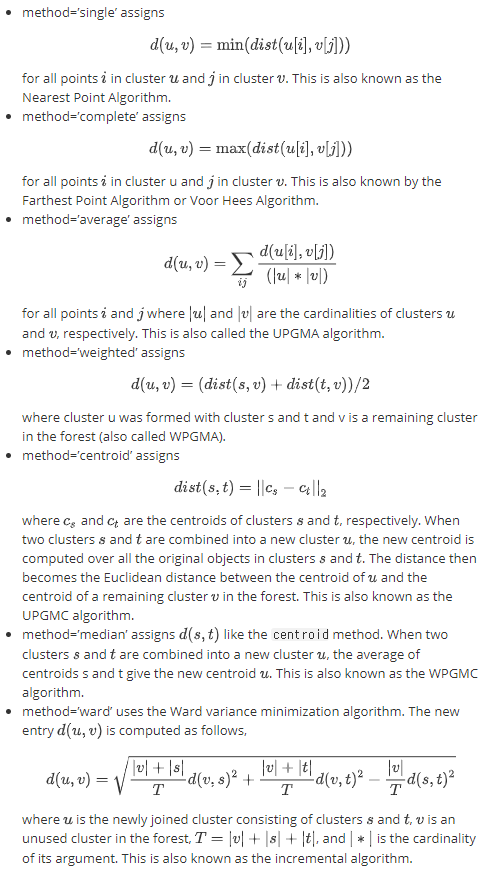 • method='single' assigns
d(u, v) = min(dist(u[i], v[j]))
for all points i in cluster u and j in cluster v. This is also known as the
Nearest Point Algorithm.
• method='complete' assigns
d(u, v) = max(dist(u[i], v[j]))
for all points i in cluster u and j in cluster v. This is also known by the
Farthest Point Algorithm or Voor Hees Algorithm.
• method='average' assigns
d(u, v) = ∑_{ij} d(u[i], v[j]) / (|u| * |v|)
for all points i and j where |u| and |v| are the cardinalities of clusters u
and v, respectively. This is also called the UPGMA algorithm.
• method='weighted' assigns
d(u, v) = (dist(s, v) + dist(t, v))/2
where cluster u was formed with cluster s and t and v is a remaining cluster
in the forest (also called WPGMA).
• method='centroid' assigns
dist(s, t) = ||c_s − c_t||_2
where c_s and c_t are the centroids of clusters s and t, respectively. When
two clusters s and t are combined into a new cluster u, the new centroid is
computed over all the original objects in clusters s and t. The distance then
becomes the Euclidean distance between the centroid of u and the
centroid of a remaining cluster v in the forest. This is also known as the
UPGMC algorithm.
• method='median' assigns d(s, t) like the centroid method. When two
clusters s and t are combined into a new cluster u, the average of
centroids s and t give the new centroid u. This is also known as the WPGMC
algorithm.
• method='ward' uses the Ward variance minimization algorithm. The new
entry d(u, v) is computed as follows,
d(u, v) = √( (|v| + |s|)/T d(v, s)² + (|v| + |t|)/T d(v, t)² − |v|/T d(s, t)² )
where u is the newly joined cluster consisting of clusters s and t, v is an
unused cluster in the forest, T = |v| + |s| + |t|, and | * | is the cardinality
of its argument. This is also known as the incremental algorithm.